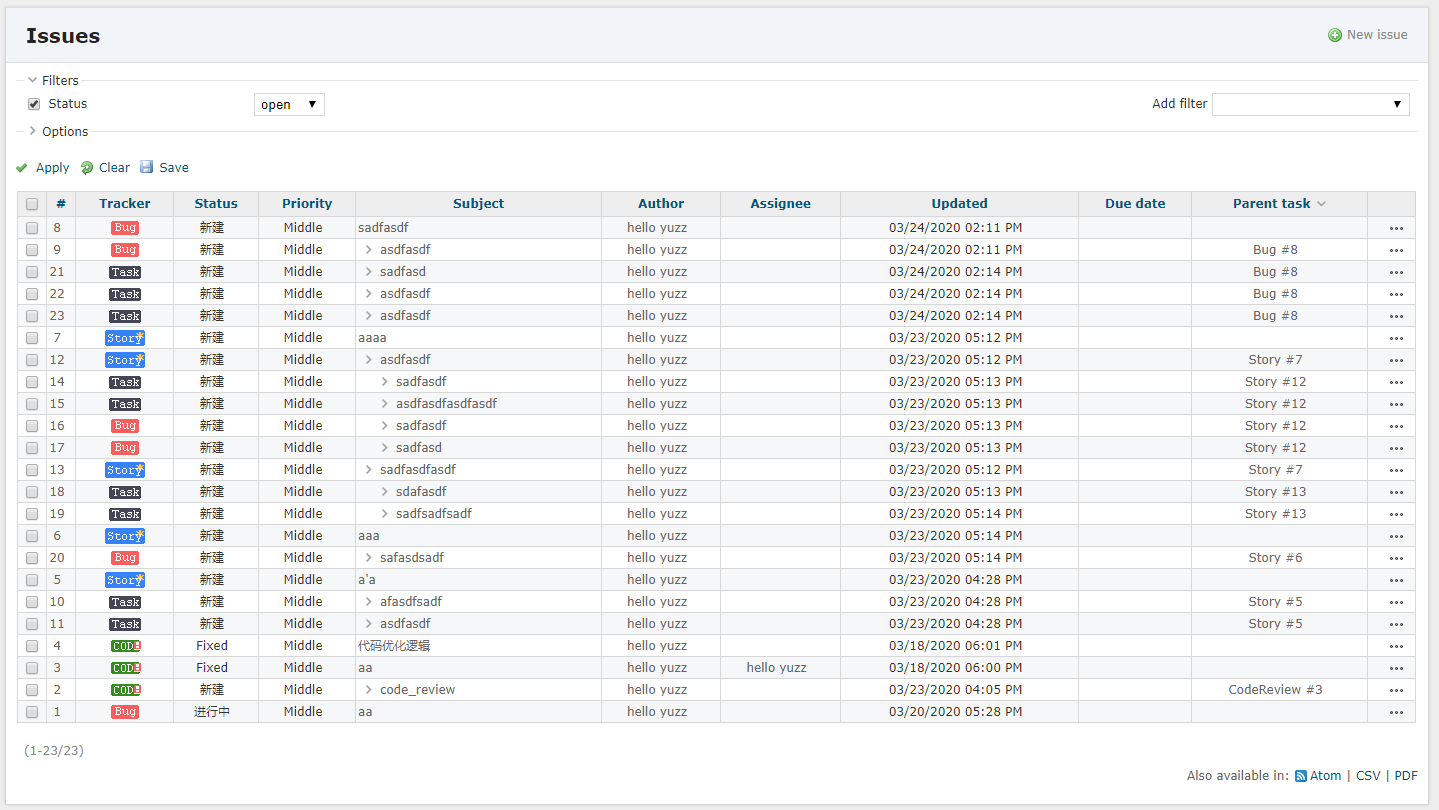 Issues
New issue
Filters
Status open Add filter
Options
Apply Clear Save
# Tracker Status Priority Subject Author Assignee Updated Due date Parent task
8 Bug 新建 Middle sadfasdf hello yuzz 03/24/2020 02:11 PM
9 Bug 新建 Middle asdfasdf hello yuzz 03/24/2020 02:11 PM Bug #8
21 Task 新建 Middle sadfasd hello yuzz 03/24/2020 02:14 PM Bug #8
22 Task 新建 Middle asdfasdf hello yuzz 03/24/2020 02:14 PM Bug #8
23 Task 新建 Middle asdfasdf hello yuzz 03/24/2020 02:14 PM Bug #8
7 Story 新建 Middle aaaa hello yuzz 03/23/2020 05:12 PM
12 Story 新建 Middle asdfasdf hello yuzz 03/23/2020 05:12 PM Story #7
14 Task 新建 Middle sadfasdf hello yuzz 03/23/2020 05:13 PM Story #12
15 Task 新建 Middle asdfasdfasdfasdf hello yuzz 03/23/2020 05:13 PM Story #12
16 Bug 新建 Middle sadfasdf hello yuzz 03/23/2020 05:13 PM Story #12
17 Bug 新建 Middle sadfasd hello yuzz 03/23/2020 05:13 PM Story #12
13 Story 新建 Middle sadfasdfasdf hello yuzz 03/23/2020 05:12 PM Story #7
18 Task 新建 Middle sdafasdf hello yuzz 03/23/2020 05:13 PM Story #13
19 Task 新建 Middle sadfsadfsadf hello yuzz 03/23/2020 05:14 PM Story #13
6 Story 新建 Middle aaa hello yuzz 03/23/2020 05:14 PM
20 Bug 新建 Middle safasdsadf hello yuzz 03/23/2020 05:14 PM Story #6
5 Story 新建 Middle a'a hello yuzz 03/23/2020 04:28 PM
10 Task 新建 Middle afasdfsadf hello yuzz 03/23/2020 04:28 PM Story #5
11 Task 新建 Middle asdfasdf hello yuzz 03/23/2020 04:28 PM Story #5
4 CODE Fixed Middle 代码优化逻辑 hello yuzz 03/18/2020 06:01 PM
3 CODE Fixed Middle aa hello yuzz hello yuzz 03/18/2020 06:00 PM
2 CODE 新建 Middle code_review hello yuzz 03/23/2020 04:05 PM CodeReview #3
1 Bug 进行中 Middle aa hello yuzz 03/20/2020 05:28 PM
(1-23/23)
Also available in: Atom | CSV | PDF